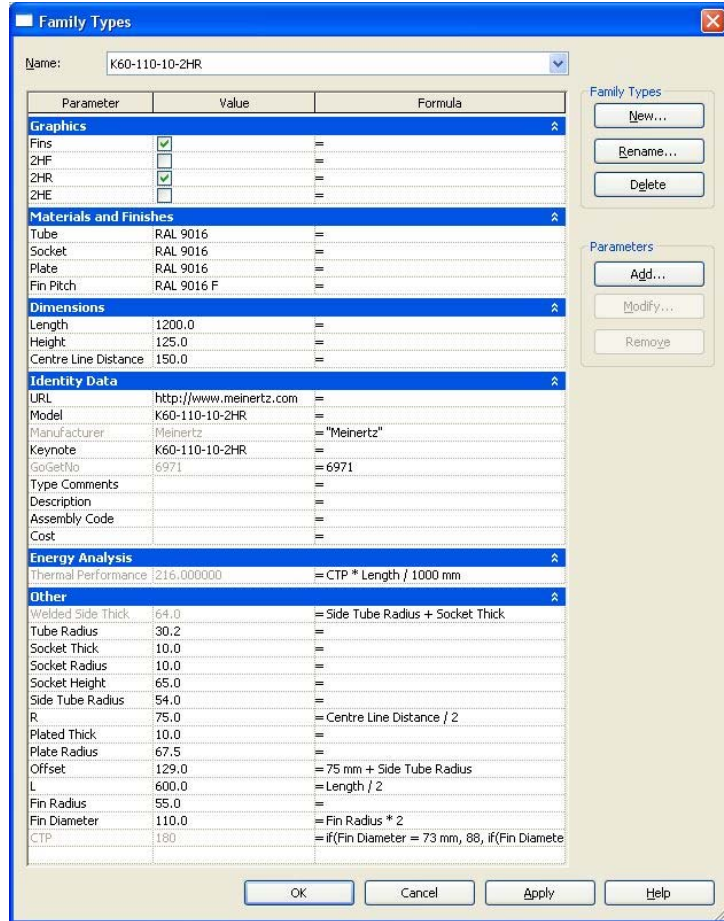 Family Types
Name: K60-110-10-2HR
Parameter Value Formula
Graphics
Fins =
2HF =
2HR =
2HE =
Materials and Finishes
Tube RAL 9016 =
Socket RAL 9016 =
Plate RAL 9016 =
Fin Pitch RAL 9016 F =
Dimensions
Length 1200.0 =
Height 125.0 =
Centre Line Distance 150.0 =
Identity Data
URL http://www.meinertz.com =
Model K60-110-10-2HR =
Manufacturer Meinertz = "Meinertz"
Keynote K60-110-10-2HR =
GoGetNo 6971 = 6971
Type Comments =
Description =
Assembly Code =
Cost =
Energy Analysis
Thermal Performance 216.000000 = CTP * Length / 1000 mm
Other
Welded Side Thick 64.0 = Side Tube Radius + Socket Thick
Tube Radius 30.2 =
Socket Thick 10.0 =
Socket Radius 10.0 =
Socket Height 65.0 =
Side Tube Radius 54.0 =
R 75.0 = Centre Line Distance / 2
Plated Thick 10.0 =
Plate Radius 67.5 =
Offset 129.0 = 75 mm + Side Tube Radius
L 600.0 = Length / 2
Fin Radius 55.0 =
Fin Diameter 110.0 = Fin Radius * 2
CTP 180 = if(Fin Diameter = 73 mm, 88, if(Fin Diamete
Family Types
New...
Rename...
Delete
Parameters
Add...
Modify...
Remove
OK Cancel Apply Help